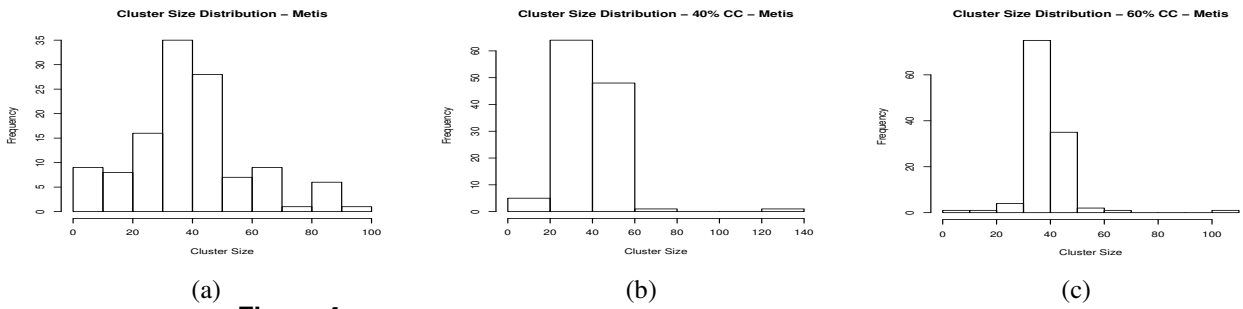 Cluster Size Distribution – Metis
Frequency
0 5 10 15 20 25 30 35
0 20 40 60 80 100
Cluster Size
(a)
Cluster Size Distribution – 40% CC – Metis
Frequency
0 10 20 30 40 50 60
0 20 40 60 80 100 120 140
Cluster Size
(b)
Cluster Size Distribution – 60% CC – Metis
Frequency
0 20 40 60
0 20 40 60 80 100
Cluster Size
(c)